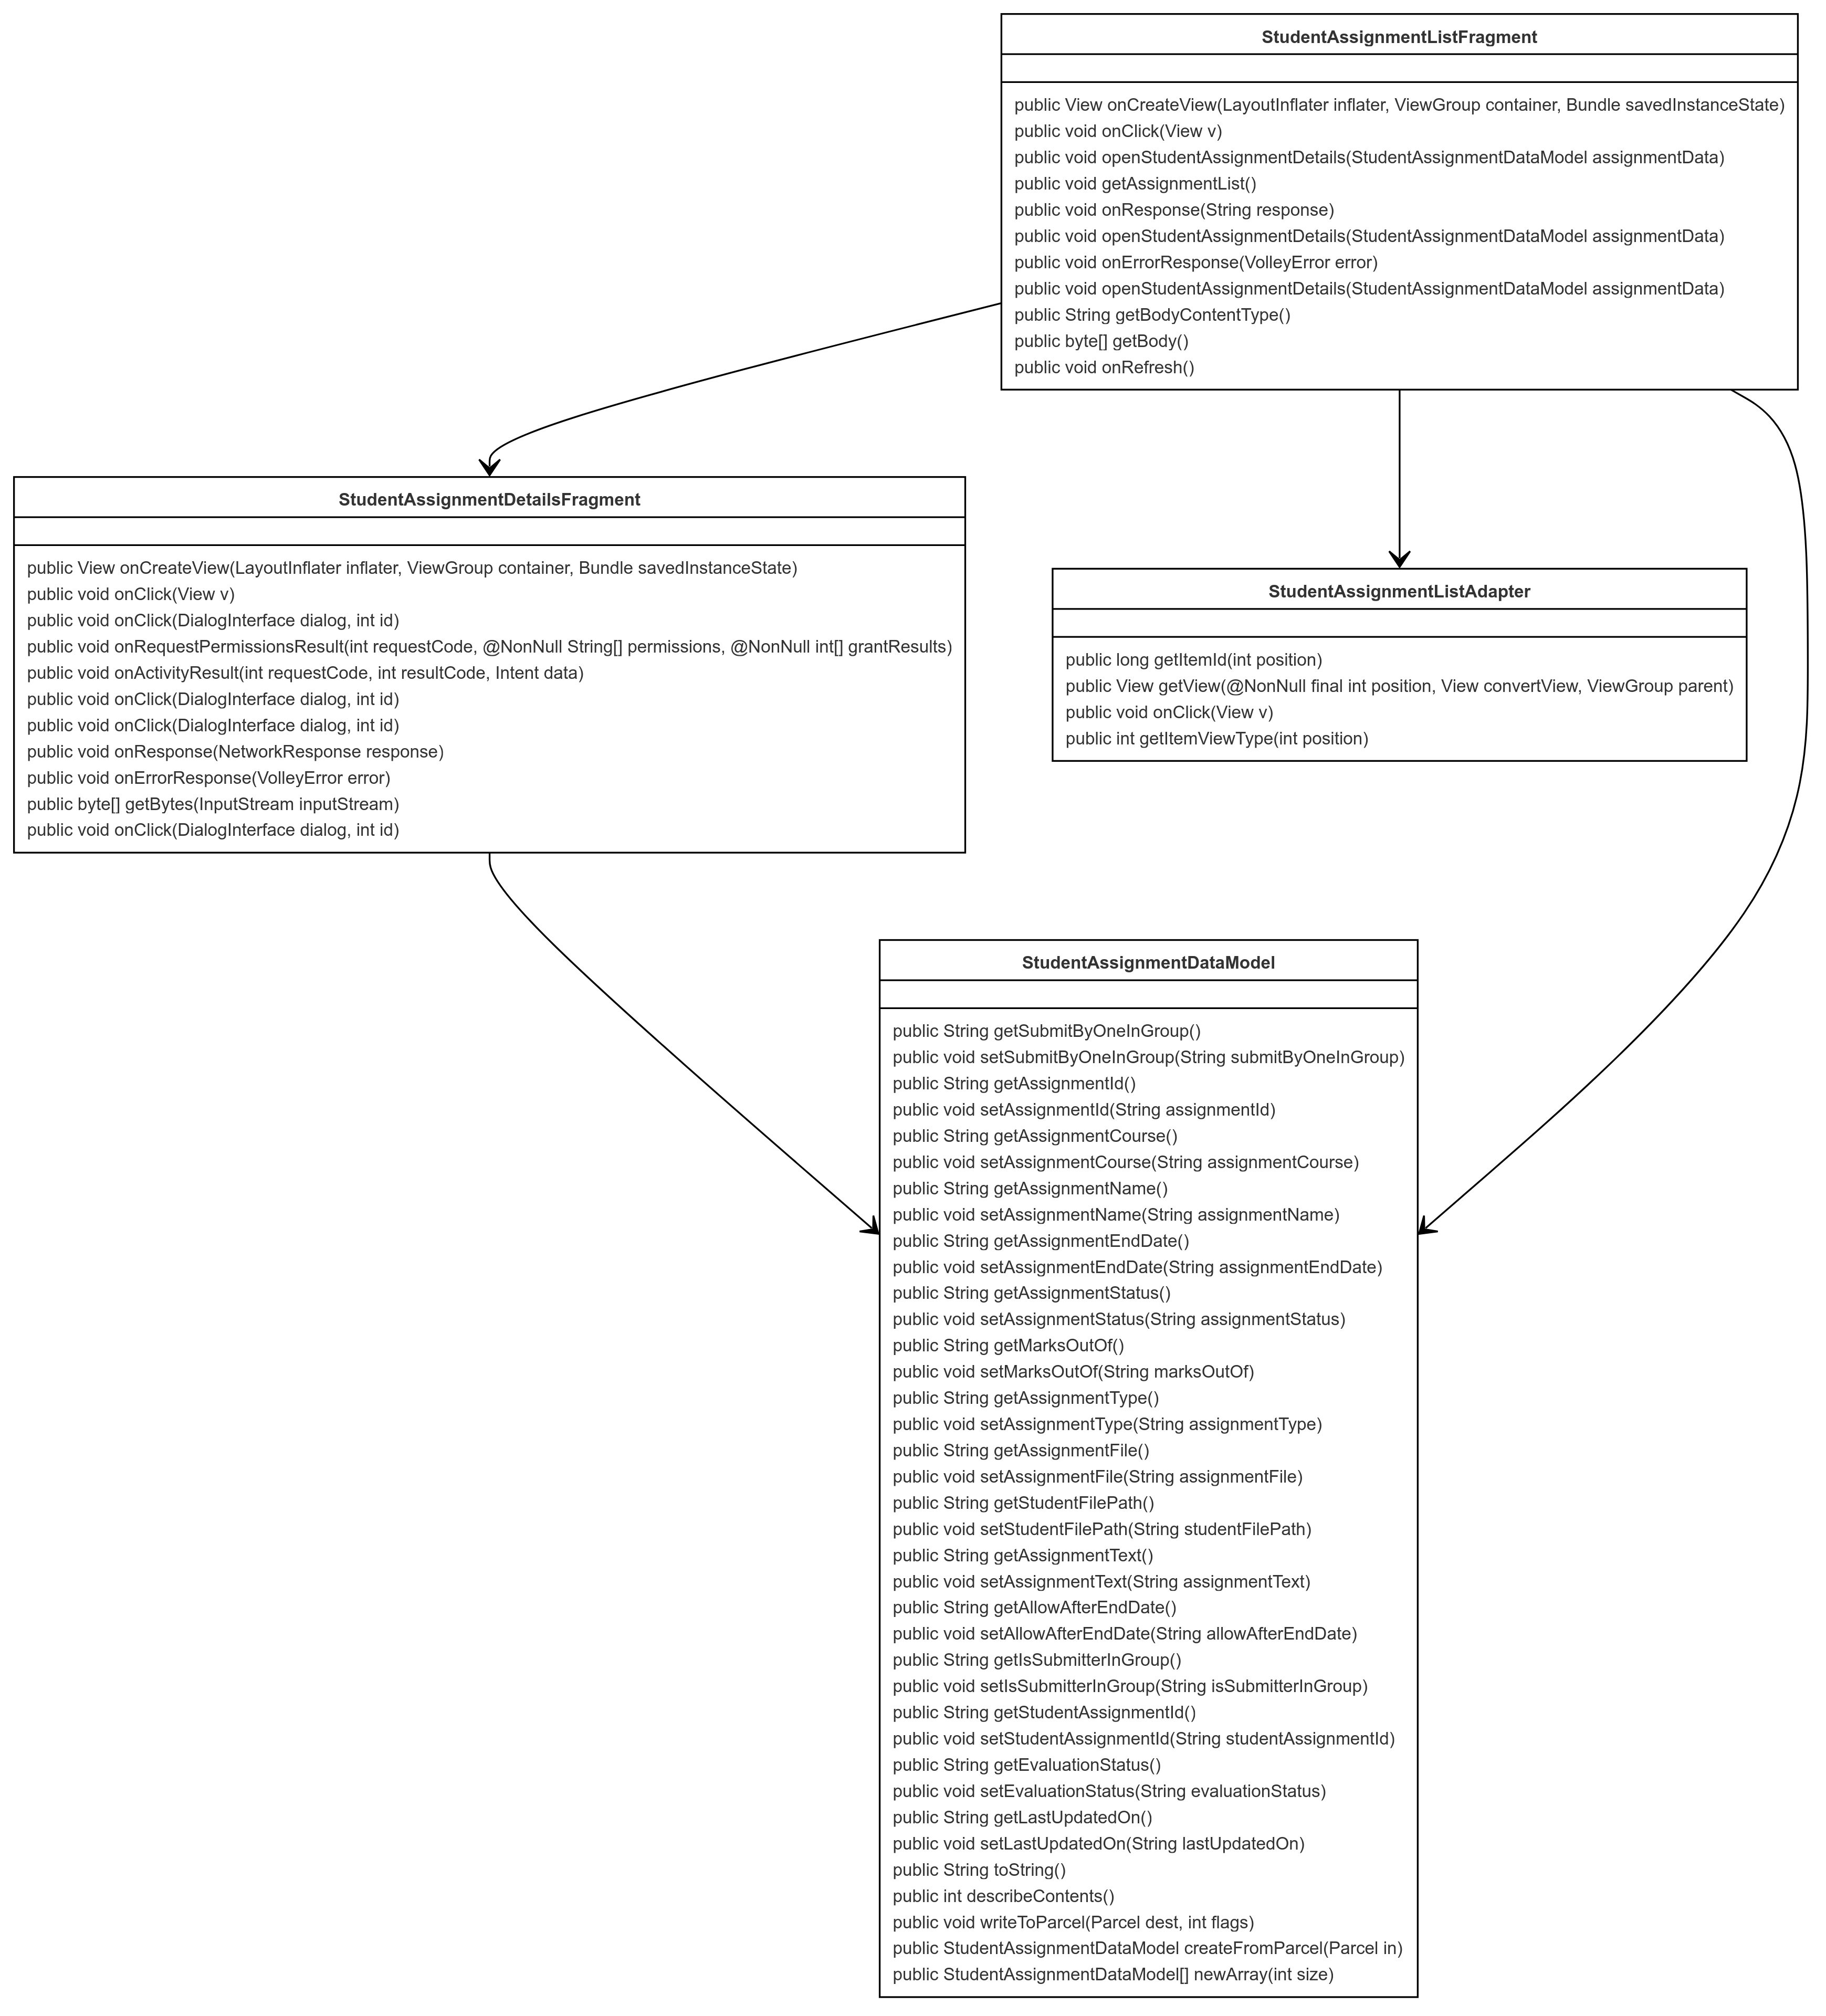 StudentAssignmentListFragment
public View onCreateView(LayoutInflater inflater, ViewGroup container, Bundle savedInstanceState)
public void onClick(View v)
public void openStudentAssignmentDetails(StudentAssignmentDataModel assignmentData)
public void getAssignmentList()
public void onResponse(String response)
public void openStudentAssignmentDetails(StudentAssignmentDataModel assignmentData)
public void onErrorResponse(VolleyError error)
public void openStudentAssignmentDetails(StudentAssignmentDataModel assignmentData)
public String getBodyContentType()
public byte[] getBody()
public void onRefresh()
StudentAssignmentDetailsFragment
public View onCreateView(LayoutInflater inflater, ViewGroup container, Bundle savedInstanceState)
public void onClick(View v)
public void onClick(DialogInterface dialog, int id)
public void onRequestPermissionsResult(int requestCode, @NonNull String[] permissions, @NonNull int[] grantResults)
public void onActivityResult(int requestCode, int resultCode, Intent data)
public void onClick(DialogInterface dialog, int id)
public void onClick(DialogInterface dialog, int id)
public void onResponse(NetworkResponse response)
public void onErrorResponse(VolleyError error)
public byte[] getBytes(InputStream inputStream)
public void onClick(DialogInterface dialog, int id)
StudentAssignmentListAdapter
public long getItemId(int position)
public View getView(@NonNull final int position, View convertView, ViewGroup parent)
public void onClick(View v)
public int getItemViewType(int position)
StudentAssignmentDataModel
public String getSubmitByOneInGroup()
public void setSubmitByOneInGroup(String submitByOneInGroup)
public String getAssignmentId()
public void setAssignmentId(String assignmentId)
public String getAssignmentCourse()
public void setAssignmentCourse(String assignmentCourse)
public String getAssignmentName()
public void setAssignmentName(String assignmentName)
public String getAssignmentEndDate()
public void setAssignmentEndDate(String assignmentEndDate)
public String getAssignmentStatus()
public void setAssignmentStatus(String assignmentStatus)
public String getMarksOutOf()
public void setMarksOutOf(String marksOutOf)
public String getAssignmentType()
public void setAssignmentType(String assignmentType)
public String getAssignmentFile()
public void setAssignmentFile(String assignmentFile)
public String getStudentFilePath()
public void setStudentFilePath(String studentFilePath)
public String getAssignmentText()
public void setAssignmentText(String assignmentText)
public String getAllowAfterEndDate()
public void setAllowAfterEndDate(String allowAfterEndDate)
public String getIsSubmitterInGroup()
public void setIsSubmitterInGroup(String isSubmitterInGroup)
public String getStudentAssignmentId()
public void setStudentAssignmentId(String studentAssignmentId)
public String getEvaluationStatus()
public void setEvaluationStatus(String evaluationStatus)
public String getLastUpdatedOn()
public void setLastUpdatedOn(String lastUpdatedOn)
public String toString()
public int describeContents()
public void writeToParcel(Parcel dest, int flags)
public StudentAssignmentDataModel createFromParcel(Parcel in)
public StudentAssignmentDataModel[] newArray(int size)